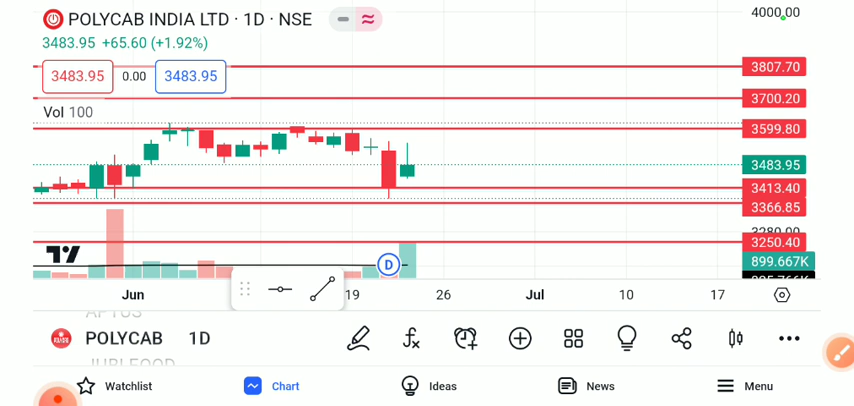 POLYCAB INDIA LTD · 1D · NSE
4000.00
3483.95 +65.60 (+1.92%)
3483.95 0.00 3483.95
3807.70
3700.20
Vol 100
3599.80
3483.95
3413.40
3366.85
3280.00
3250.40
D
899.667K
Jun 19 26 Jul 10 17
APTUS
POLYCAB 1D
JUBLFOOD
Watchlist Chart Ideas News Menu